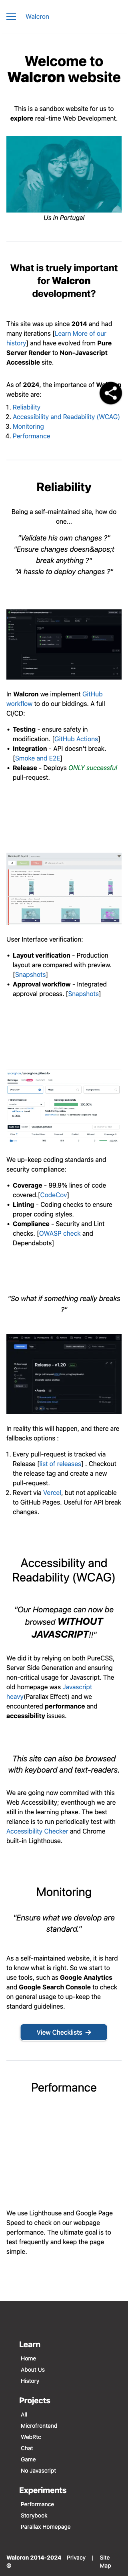 Walcron
Welcome to
Walcron website
This is a sandbox website for us to
explore real-time Web Development.
Us in Portugal
What is truely important
for Walcron
development?
This site was up since 2014 and had
many iterations [Learn More of our
history] and have evolved from Pure
Server Render to Non-Javascript
Accessible site.
As of 2024, the importance of Walcron
website are:
1. Reliability
2. Accessibility and Readability (WCAG)
3. Monitoring
4. Performance
Reliability
Being a self-maintained site, how do
one...
"Validate his own changes ?"
"Ensure changes doesn&apos;t
break anything ?"
"A hassle to deploy changes ?"
In Walcron we implement GitHub
workflow to do our biddings. A full
CI/CD:
• Testing - ensure safety in
modification. [GitHub Actions]
• Integration - API doesn't break.
[Smoke and E2E]
• Release - Deploys ONLY successful
pull-request.
User Interface verification:
• Layout verification - Production
layout are compared with preview.
[Snapshots]
• Approval workflow - Integrated
approval process. [Snapshots]
We up-keep coding standards and
security compliance:
• Coverage - 99.9% lines of code
covered.[CodeCov]
• Linting - Coding checks to ensure
proper coding styles.
• Compliance - Security and Lint
checks. [OWASP check and
Dependabots]
"So what if something really breaks
?"
Release - v1.20
In reality this will happen, and there are
fallbacks options :
1. Every pull-request is tracked via
Release [list of releases] . Checkout
the release tag and create a new
pull-request.
2. Revert via Vercel, but not applicable
to GitHub Pages. Useful for API break
changes.
Accessibility and
Readability (WCAG)
"Our Homepage can now be
browsed WITHOUT
JAVASCRIPT!!"
We did it by relying on both PureCSS,
Server Side Generation and ensuring
non-critical usage for Javascript. The
old homepage was Javascript
heavy(Parallax Effect) and we
encountered performance and
accessibility issues.
This site can also be browsed
with keyboard and text-readers.
We are going now commited with this
Web Accessibility; eventhough we are
still in the learning phase. The best
reliance is to run periodically test with
Accessibility Checker and Chrome
built-in Lighthouse.
Monitoring
"Ensure what we develop are
standard."
As a self-maintained website, it is hard
to know what is right. So we start to
use tools, such as Google Analytics
and Google Search Console to check
on general usage to up-keep the
standard guidelines.
View Checklists →
Performance
We use Lighthouse and Google Page
Speed to check on our webpage
performance. The ultimate goal is to
test frequently and keep the page
simple.
Learn
Home
About Us
History
Projects
All
Microfrontend
WebRtc
Chat
Game
No Javascript
Experiments
Performance
Storybook
Parallax Homepage
Walcron 2014-2024 Privacy | Site
© Map